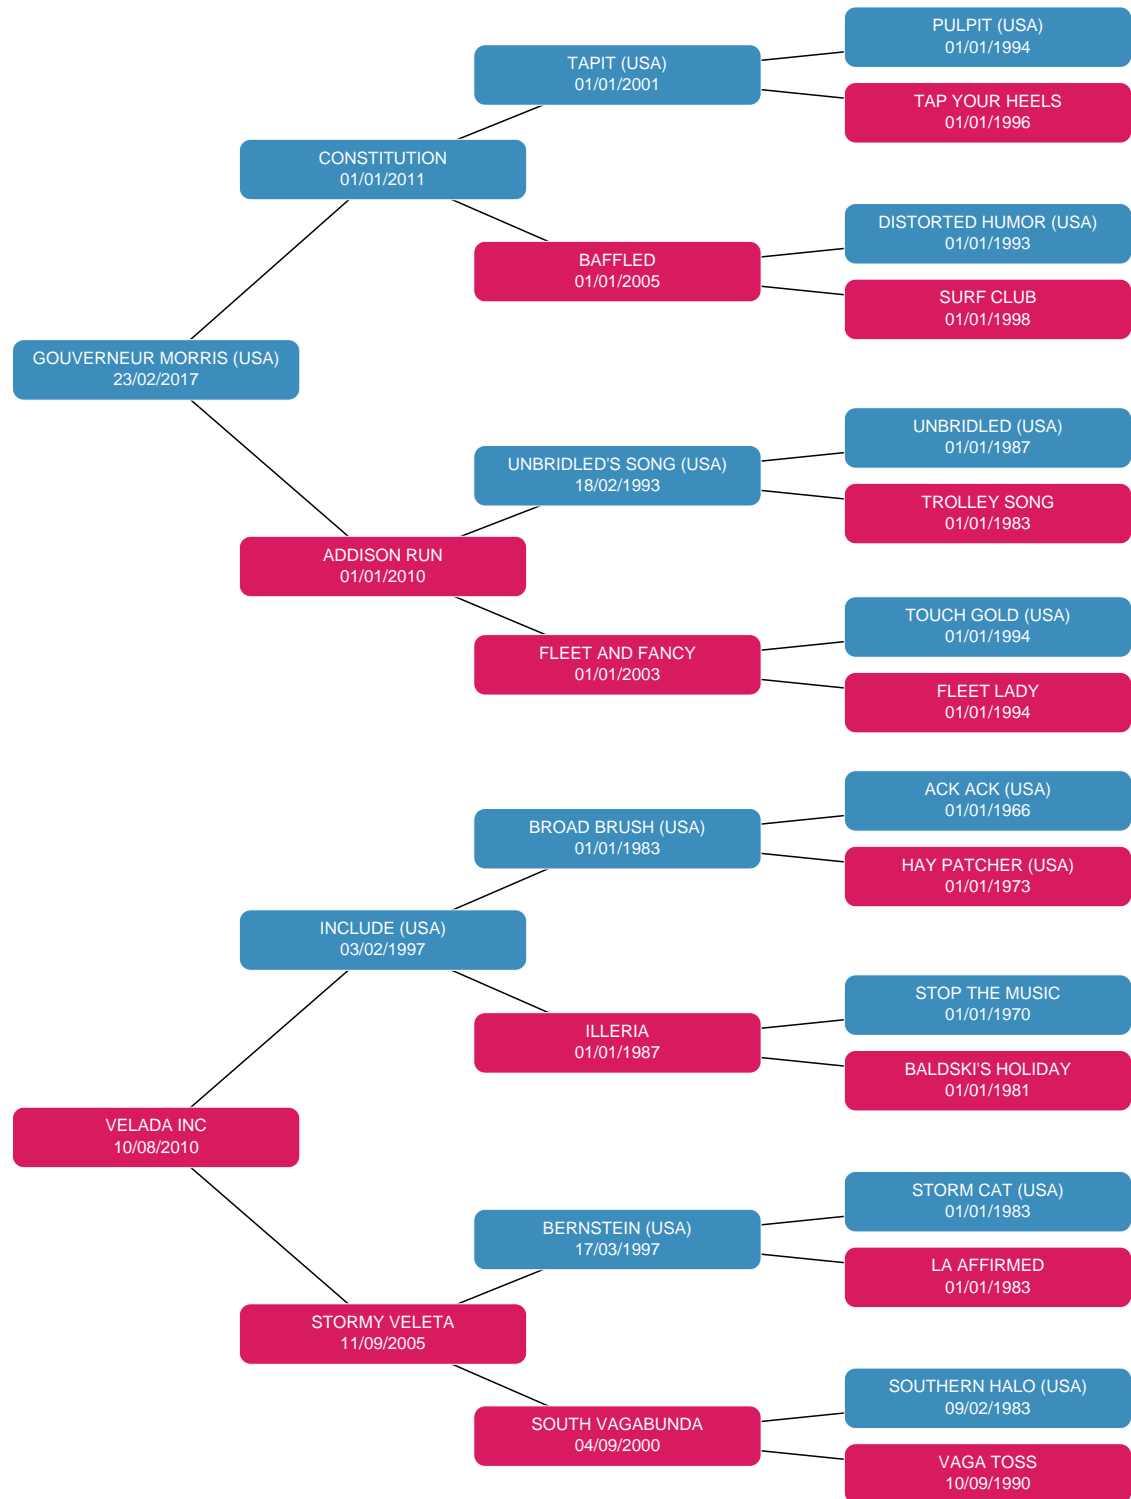 PULPIT (USA)
01/01/1994
TAPIT (USA)
01/01/2001
TAP YOUR HEELS
01/01/1996
CONSTITUTION
01/01/2011
DISTORTED HUMOR (USA)
01/01/1993
BAFFLED
01/01/2005
SURF CLUB
01/01/1998
GOUVERNEUR MORRIS (USA)
23/02/2017
UNBRIDLED (USA)
01/01/1987
UNBRIDLED'S SONG (USA)
18/02/1993
TROLLEY SONG
01/01/1983
ADDISON RUN
01/01/2010
TOUCH GOLD (USA)
01/01/1994
FLEET AND FANCY
01/01/2003
FLEET LADY
01/01/1994
ACK ACK (USA)
01/01/1966
BROAD BRUSH (USA)
01/01/1983
HAY PATCHER (USA)
01/01/1973
INCLUDE (USA)
03/02/1997
STOP THE MUSIC
01/01/1970
ILLERIA
01/01/1987
BALDSKI'S HOLIDAY
01/01/1981
VELADA INC
10/08/2010
STORM CAT (USA)
01/01/1983
BERNSTEIN (USA)
17/03/1997
LA AFFIRMED
01/01/1983
STORMY VELETA
11/09/2005
SOUTHERN HALO (USA)
09/02/1983
SOUTH VAGABUNDA
04/09/2000
VAGA TOSS
10/09/1990